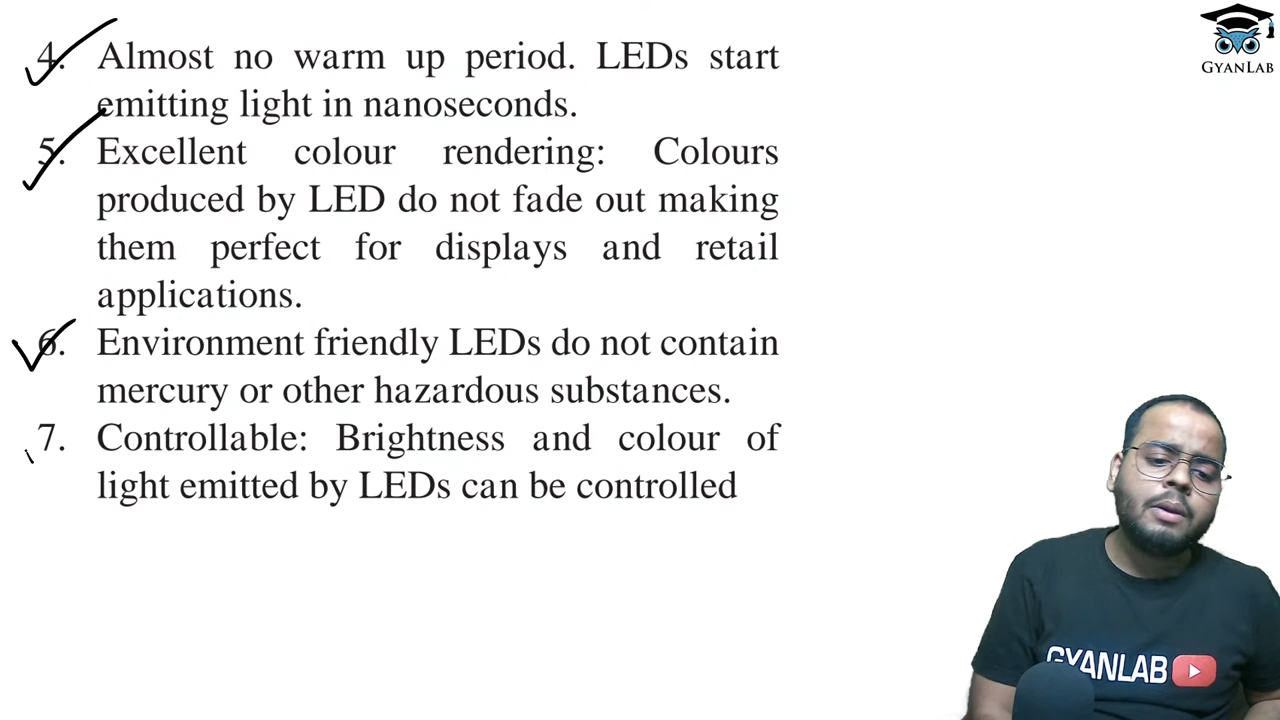 4. Almost no warm up period. LEDs start
emitting light in nanoseconds.
5. Excellent colour rendering: Colours
produced by LED do not fade out making
them perfect for displays and retail
applications.
6. Environment friendly LEDs do not contain
mercury or other hazardous substances.
7. Controllable: Brightness and colour of
light emitted by LEDs can be controlled
GYANLAB
GYANLAB